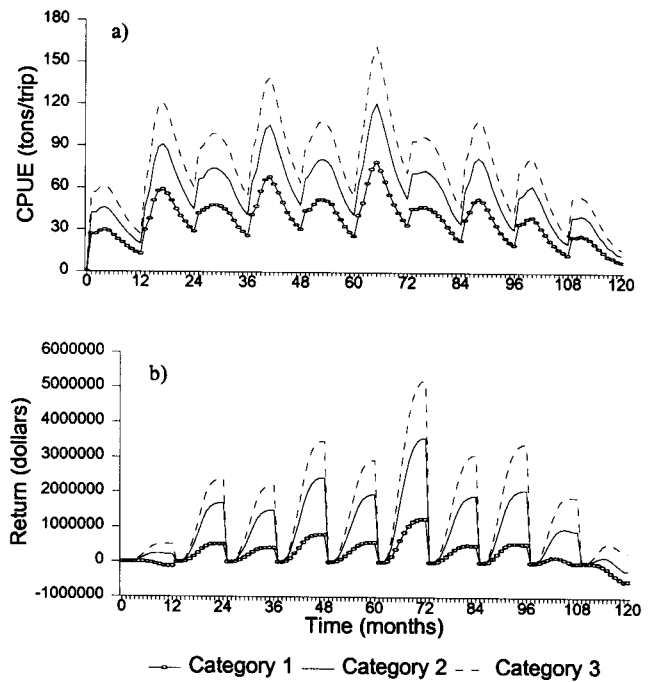 a)
CPUE (tons/trip)
180
150
120
90
60
30
0
0 12 24 36 48 60 72 84 96 108 120
b)
Return (dollars)
6000000
5000000
4000000
3000000
2000000
1000000
0
-1000000
0 12 24 36 48 60 72 84 96 108 120
Time (months)
Category 1 Category 2 Category 3